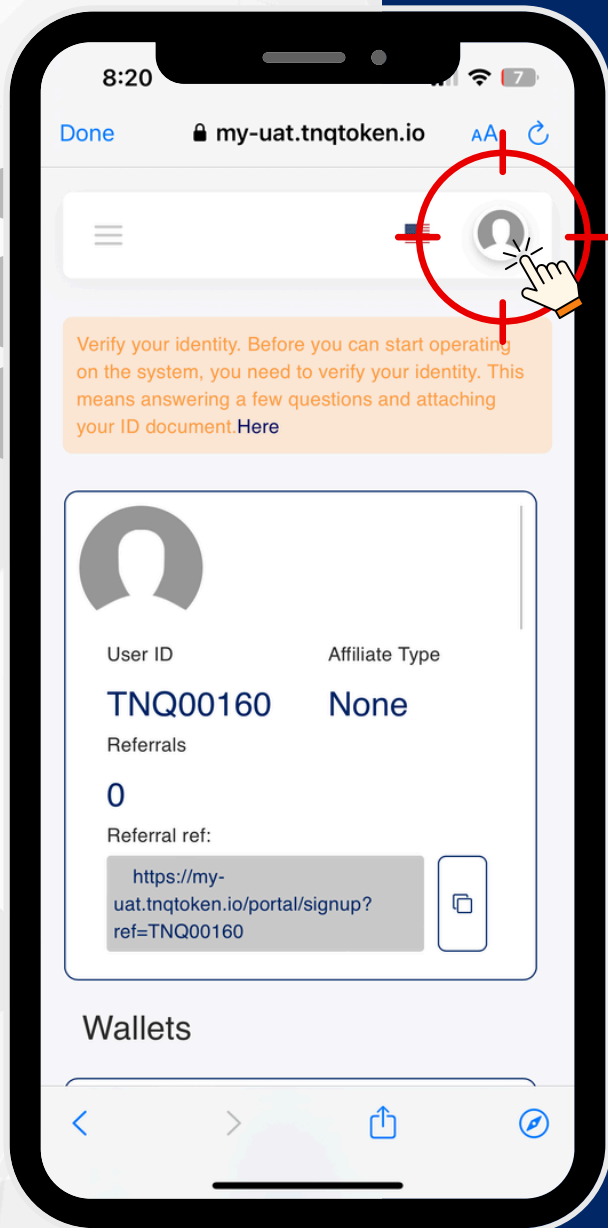 8:20
7
Done
my-uat.tnqtoken.io
AA
Verify your identity. Before you can start operating
on the system, you need to verify your identity. This
means answering a few questions and attaching
your ID document.Here
User ID
Affiliate Type
TNQ00160
None
Referrals
0
Referral ref:
https://my-
uat.tnqtoken.io/portal/signup?
ref=TNQ00160
Wallets